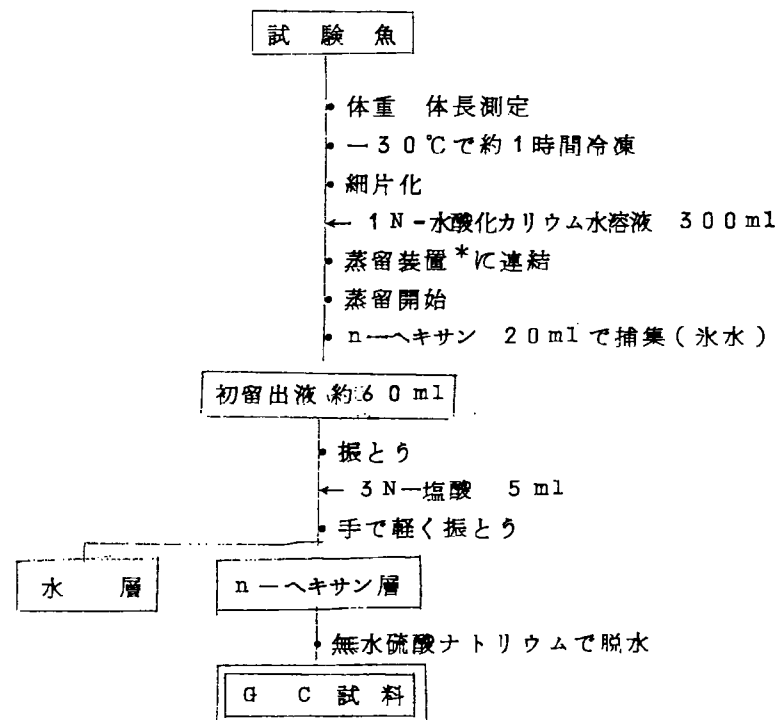 試 験 魚
• 体重 体長測定
• －30℃で約1時間冷凍
• 細片化
← 1N-水酸化カリウム水溶液 300ml
• 蒸留装置*に連結
• 蒸留開始
• n－ヘキサン 20mlで捕集（氷水）
初留出液 約60ml
• 振とう
← 3N－塩酸 5ml
• 手で軽く振とう
水 層 n－ヘキサン層
• 無水硫酸ナトリウムで脱水
G C 試 料